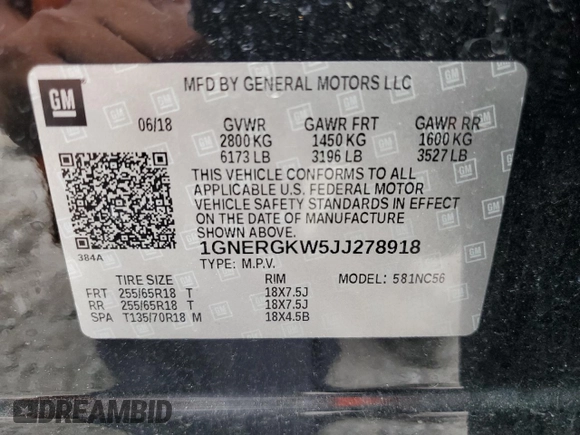 GM
MFD BY GENERAL MOTORS LLC
06/18 GVWR GAWR FRT GAWR RR
2800 KG 1450 KG 1600 KG
6173 LB 3196 LB 3527 LB
THIS VEHICLE CONFORMS TO ALL
APPLICABLE U.S. FEDERAL MOTOR
VEHICLE SAFETY STANDARDS IN EFFECT
ON THE DATE OF MANUFACTURE
SHOWN ABOVE.
384A
1GNERGKW5JJ278918
TYPE: M.P.V.
TIRE SIZE RIM MODEL: 581NC56
FRT 255/65R18 T 18X7.5J
RR 255/65R18 T 18X7.5J
SPA T135/70R18 M 18X4.5B
DREAMBID